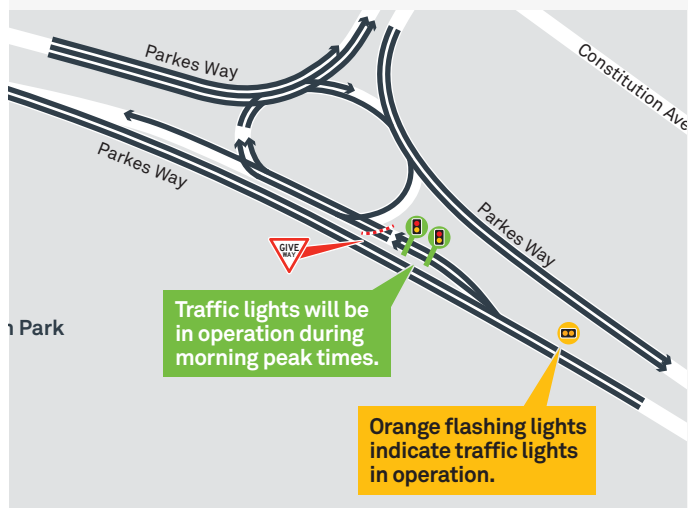 Parkes Way
Constitution Ave
Parkes Way
Parkes Way
GIVE
WAY
Traffic lights will be
in operation during
morning peak times.
Park
Orange flashing lights
indicate traffic lights
in operation.